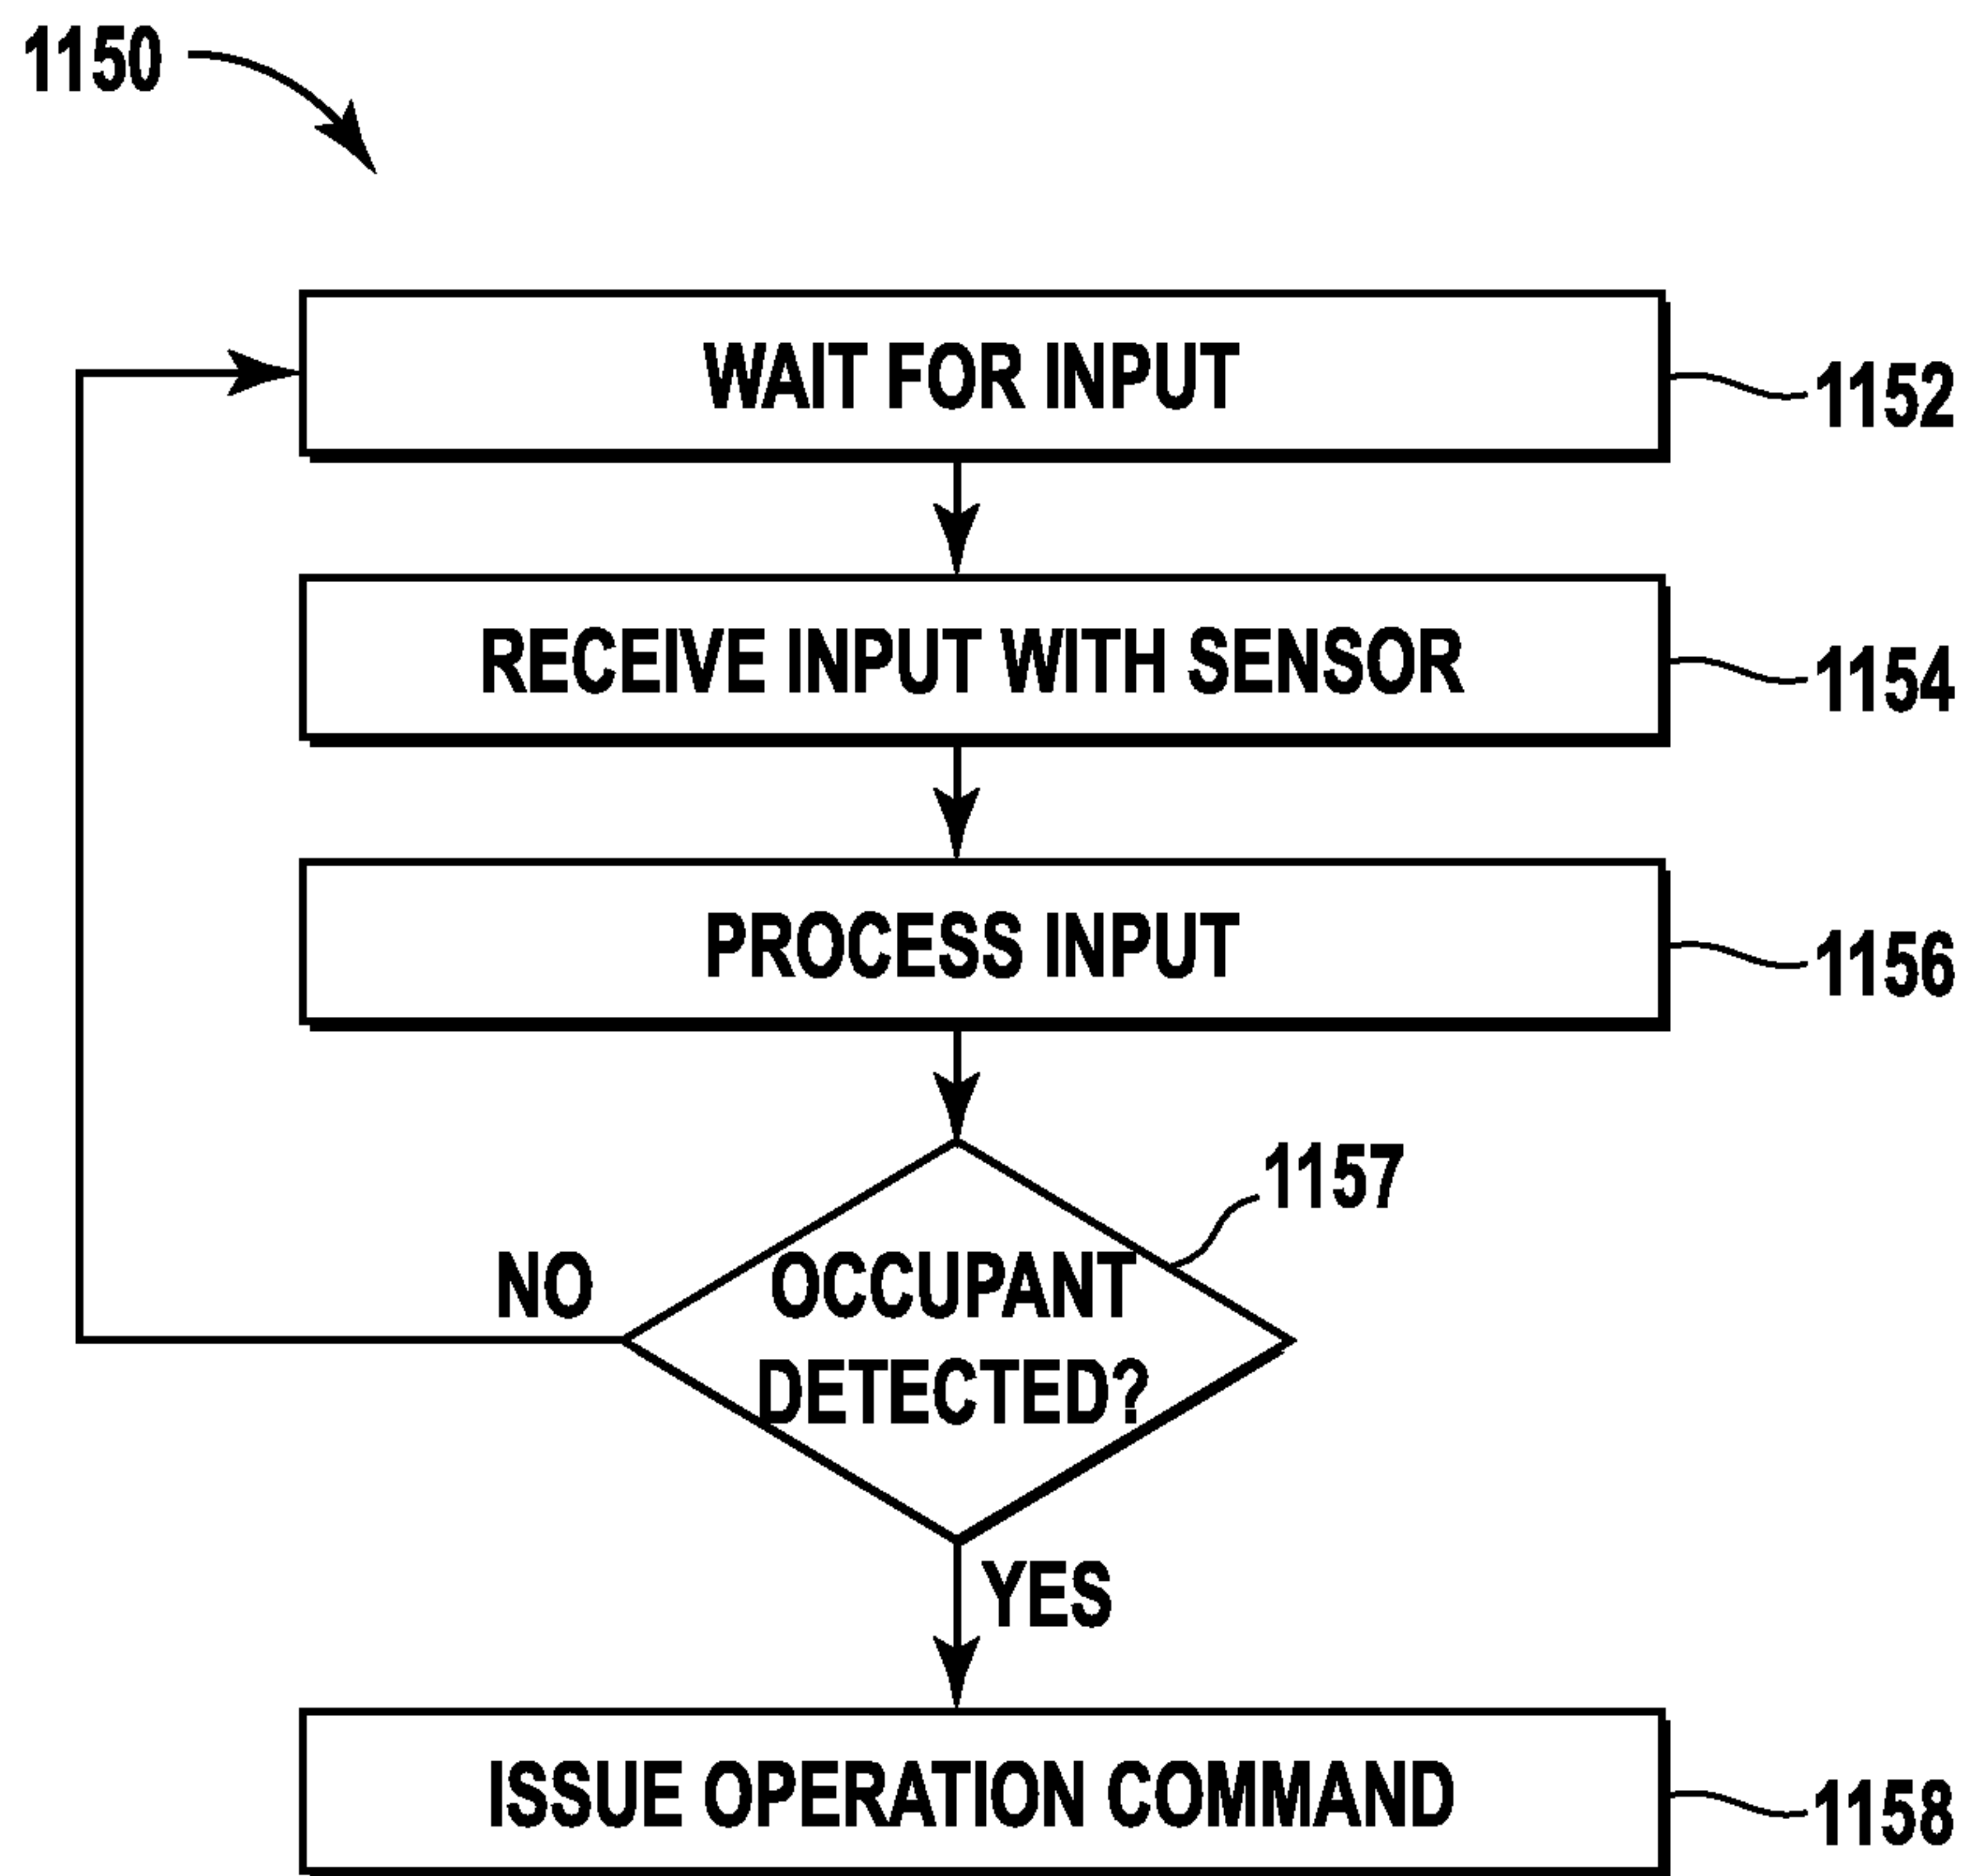 1150
WAIT FOR INPUT
1152
RECEIVE INPUT WITH SENSOR
1154
PROCESS INPUT
1156
1157
NO
OCCUPANT
DETECTED?
YES
ISSUE OPERATION COMMAND
1158